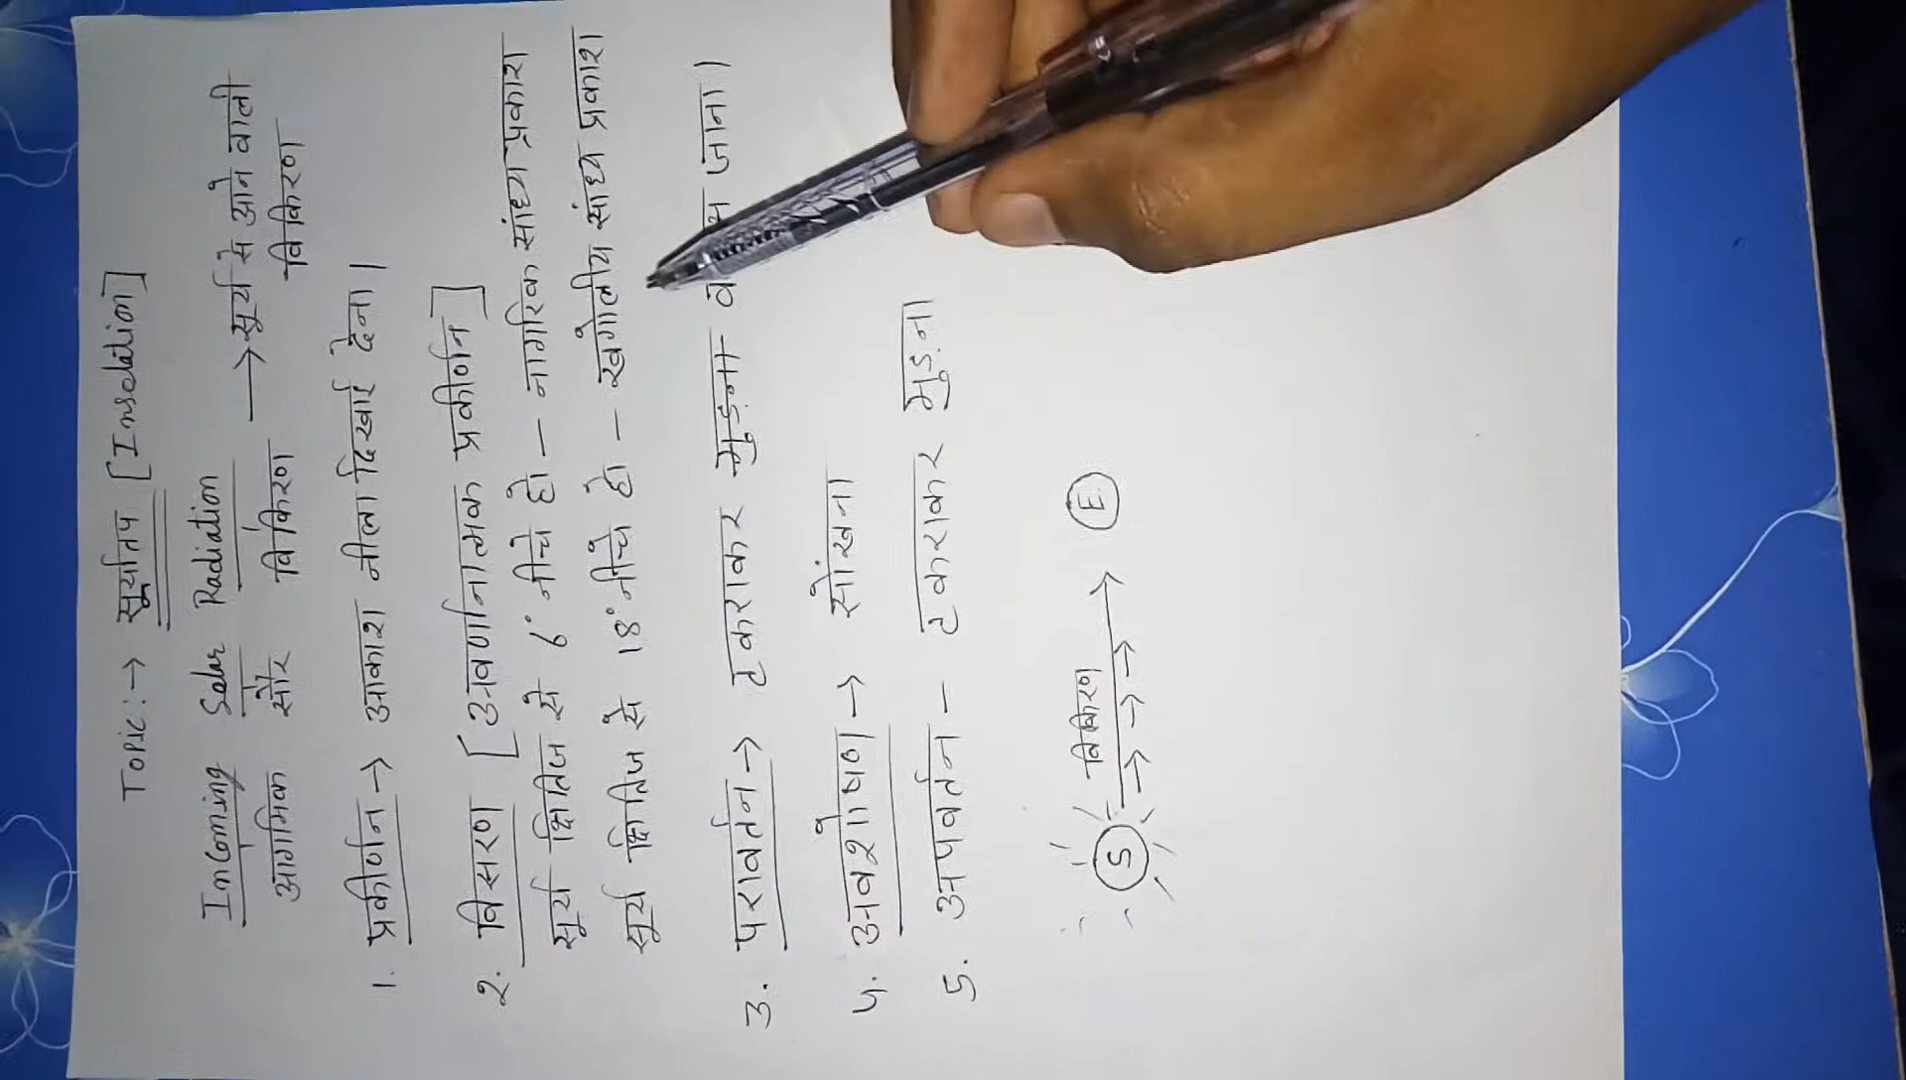 Topic:→ सूर्यातप [Insolation]
Incoming Solar Radiation → सूर्य से आने वाली
आगमिक सौर विकिरण विकिरण
1. प्रकीर्णन → आकाश नीला दिखाई देना।
2. विसरण [अवर्णनात्मक प्रकीर्णन]
सूर्य क्षितिज से 6° नीचे हो – नागरिक सांध्य प्रकाश
सूर्य क्षितिज से 18° नीचे हो – खगोलीय सांध्य प्रकाश
3. परावर्तन → टकराकर मुड़ना जाना।
4. अवशोषण → सोंखना
5. अपवर्तन – टकराकर मुड़ना
विकिरण
S →→→→ E